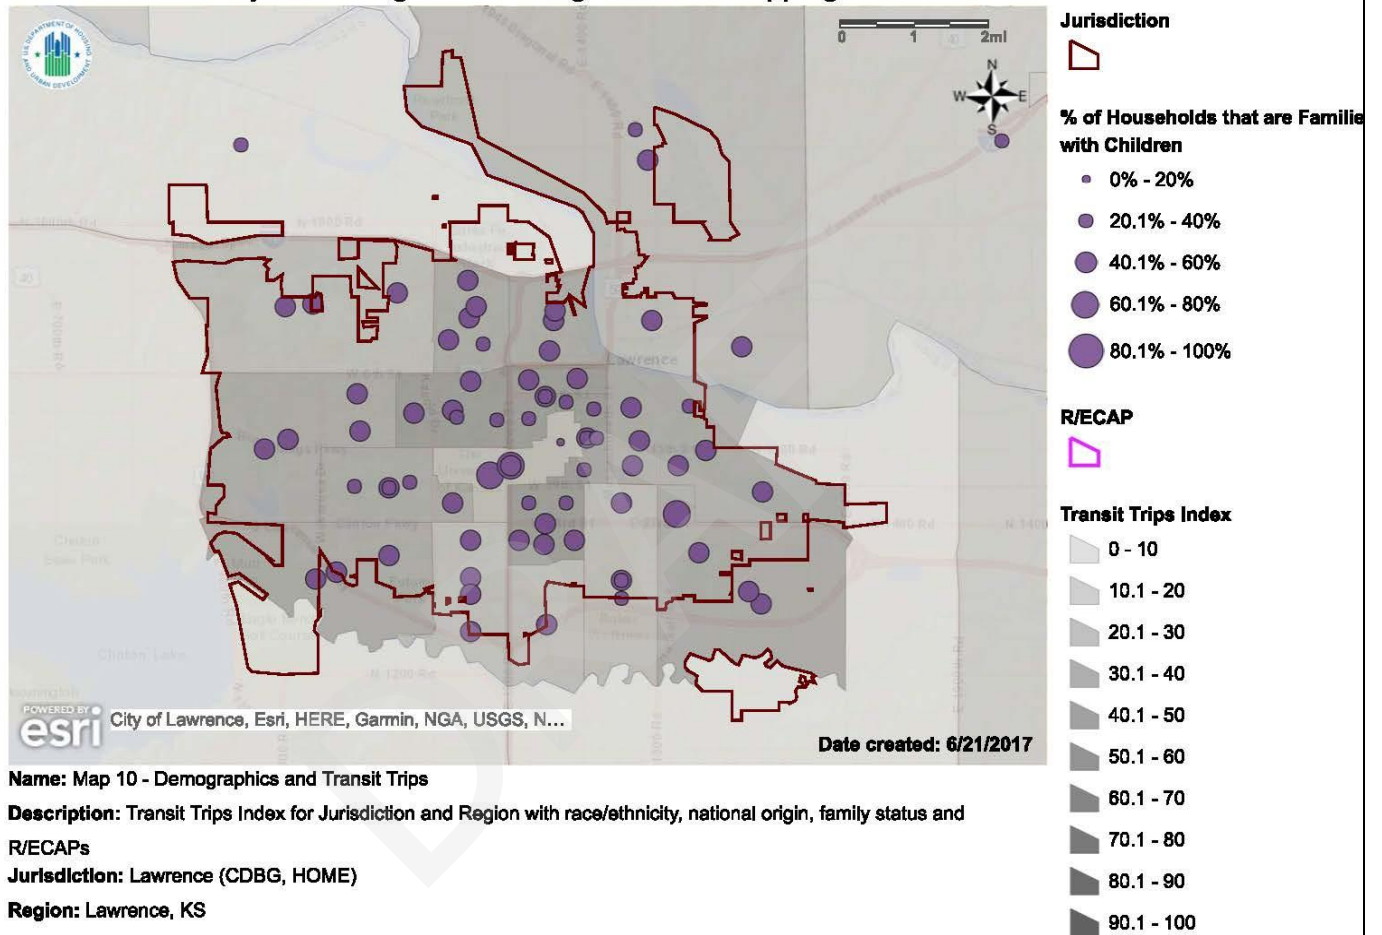 0 1 2ml
N
W E
S
Lawrence
Clinton Lake
N 1200 Rd
POWERED BY
esri
City of Lawrence, Esri, HERE, Garmin, NGA, USGS, N...
Date created: 6/21/2017
Jurisdiction
% of Households that are Familie
with Children
0% - 20%
20.1% - 40%
40.1% - 60%
60.1% - 80%
80.1% - 100%
R/ECAP
Transit Trips Index
0 - 10
10.1 - 20
20.1 - 30
30.1 - 40
40.1 - 50
50.1 - 60
60.1 - 70
70.1 - 80
80.1 - 90
90.1 - 100
Name: Map 10 - Demographics and Transit Trips
Description: Transit Trips Index for Jurisdiction and Region with race/ethnicity, national origin, family status and
R/ECAPs
Jurisdiction: Lawrence (CDBG, HOME)
Region: Lawrence, KS